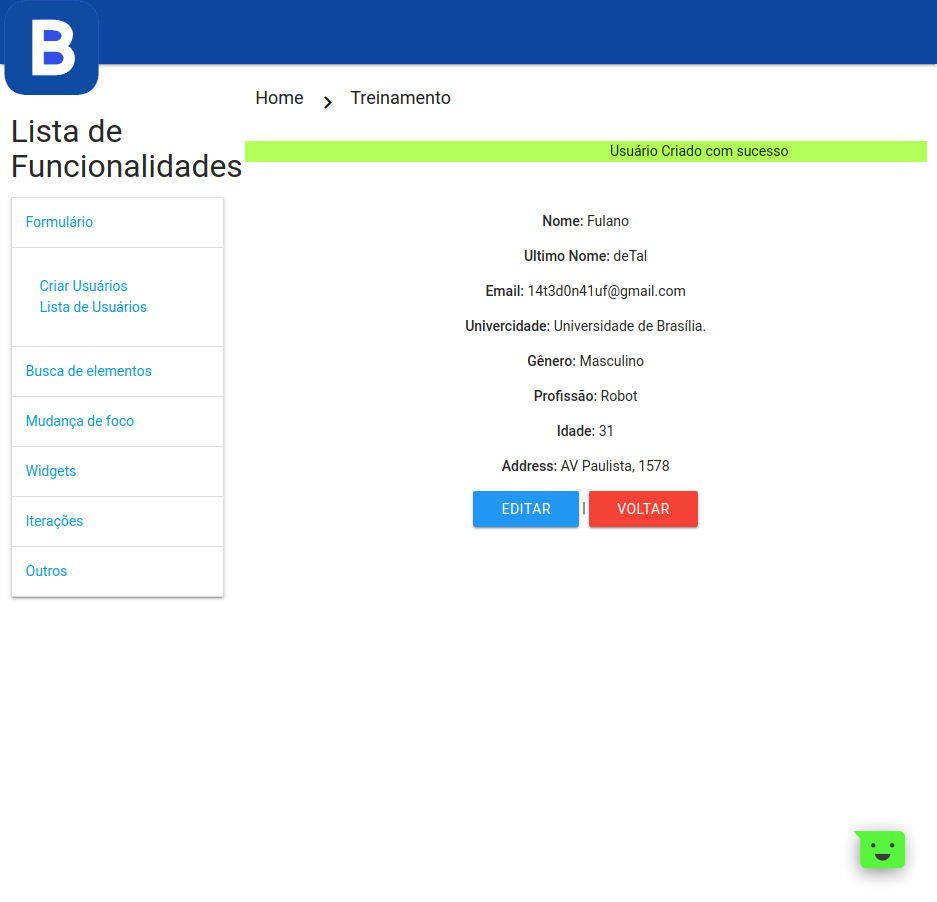 B
Home
Treinamento
Lista de
Funcionalidades
Usuário Criado com sucesso
Formulário
Criar Usuários
Lista de Usuários
Busca de elementos
Mudança de foco
Widgets
Iterações
Outros
Nome: Fulano
Ultimo Nome: deTal
Email: 14t3d0n41uf@gmail.com
Univercidade: Universidade de Brasília.
Gênero: Masculino
Profissão: Robot
Idade: 31
Address: AV Paulista, 1578
EDITAR | VOLTAR